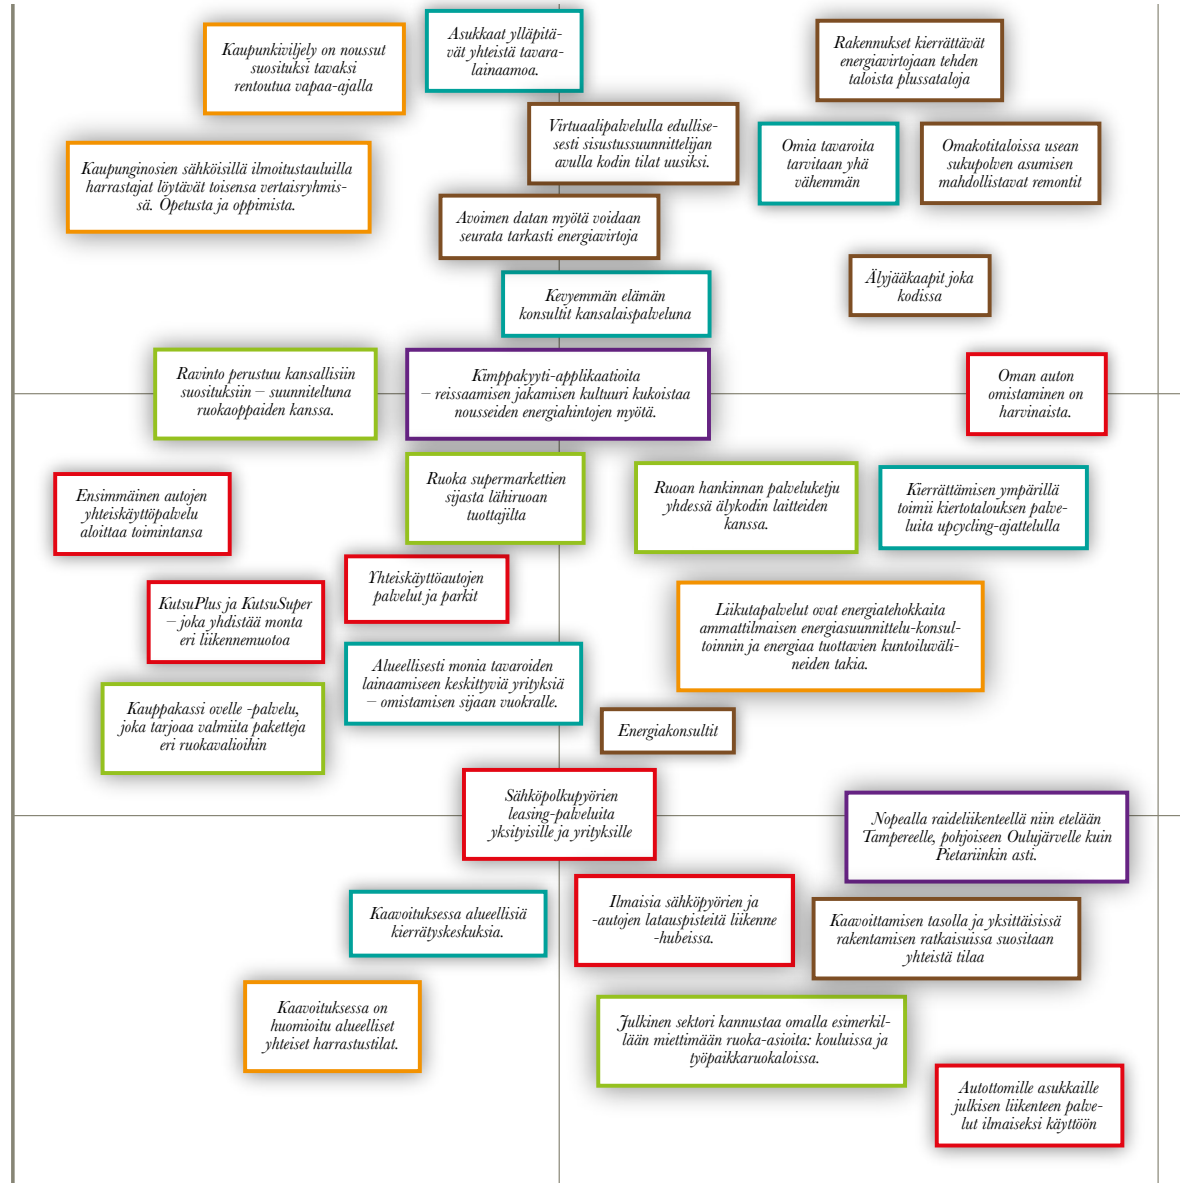 Kaupunkiviljely on noussut
suosituksi tavaksi
rentoutua vapaa-ajalla
Asukkaat ylläpitä-
vät yhteistä tavara-
lainaamoa.
Rakennukset kierrättävät
energiavirtojaan tehden
taloista plussataloja
Virtuaalipalvelulla edullise-
sesti sisustussuunnittelijan
avulla kodin tilat uusiksi.
Omia tavaroita
tarvitaan yhä
vähemmän
Omakotitaloissa usean
sukupolven asumisen
mahdollistavat remontit
Kaupunginosien sähköisillä ilmoitustauluilla
harrastajat löytävät toisensa vertaisryhmis-
sä. Opetusta ja oppimista.
Avoimen datan myötä voidaan
seurata tarkasti energiavirtoja
Älyjääkaapit joka
kodissa
Kevyemmän elämän
konsultit kansalaispalveluna
Ravinto perustuu kansallisiin
suosituksiin – suunniteltuna
ruokaoppaiden kanssa.
Kimppakyyti-applikaatioita
– reissaamisen jakamisen kultuuri kukoistaa
nousseiden energiahintojen myötä.
Oman auton
omistaminen on
harvinaista.
Ensimmäinen autojen
yhteiskäyttöpalvelu
aloittaa toimintansa
Ruoka supermarkettien
sijasta lähiruoan
tuottajilta
Ruoan hankinnan palveluketju
yhdessä älykodin laitteiden
kanssa.
Kierrättämisen ympärillä
toimii kiertotalouksen palve-
luita upcycling-ajattelulla
KutsuPlus ja KutsuSuper
– joka yhdistää monta
eri liikennemuotoa
Yhteiskäyttöautojen
palvelut ja parkit
Liikutapalvelut ovat energiatehokkaita
ammattilmaisen energiasuunnittelu-konsul-
toinnin ja energiaa tuottavien kuntoiluväli-
neiden takia.
Alueellisesti monia tavaroiden
lainaamiseen keskittyviä yrityksiä
– omistamisen sijaan vuokralle.
Kauppakassi ovelle -palvelu,
joka tarjoaa valmiita paketteja
eri ruokavalioihin
Energiakonsultit
Sähköpolkupyörien
leasing-palveluita
yksityisille ja yrityksille
Nopealla raideliikenteellä niin etelään
Tampereelle, pohjoiseen Oulujärvelle kuin
Pietariinkin asti.
Ilmaisia sähköpyörien ja
-autojen latauspisteitä liikenne
-hubeissa.
Kaavoituksessa alueellisiä
kierrätyskeskuksia.
Kaavoittamisen tasolla ja yksittäisissä
rakentamisen ratkaisuissa suositaan
yhteistä tilaa
Kaavoituksessa on
huomioitu alueelliset
yhteiset harrastustilat.
Julkinen sektori kannustaa omalla esimerkil-
lään miettimään ruoka-asioita: kouluissa ja
työpaikkaruokaloissa.
Autottomille asukkaille
julkisen liikenteen palve-
lut ilmaiseksi käyttöön